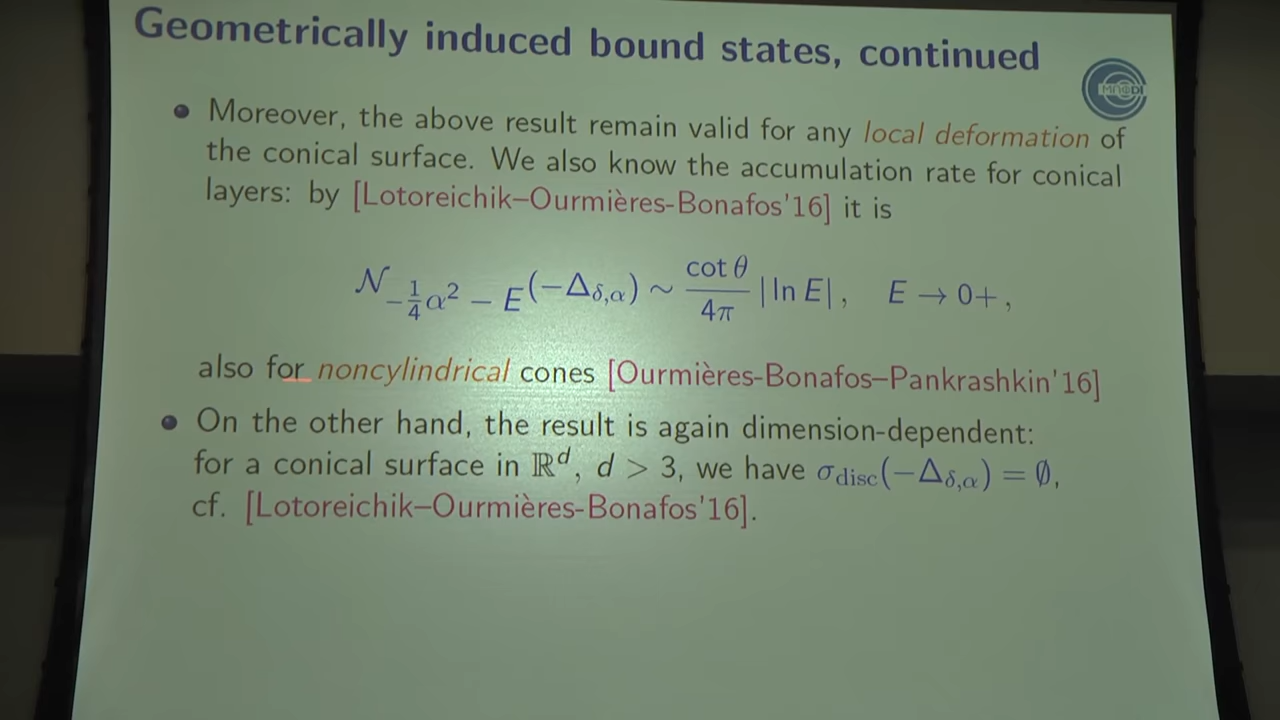 Geometrically induced bound states, continued
Moreover, the above result remain valid for any local deformation of
the conical surface. We also know the accumulation rate for conical
layers: by [Lotoreichik–Ourmières-Bonafos'16] it is
𝒩_{−¼α² − E}(−Δ_{δ,α}) ∼ cot θ / 4π |ln E|, E → 0+,
also for noncylindrical cones [Ourmières-Bonafos–Pankrashkin'16]
On the other hand, the result is again dimension-dependent:
for a conical surface in ℝ^d, d > 3, we have σ_disc(−Δ_{δ,α}) = ∅,
cf. [Lotoreichik–Ourmières-Bonafos'16].